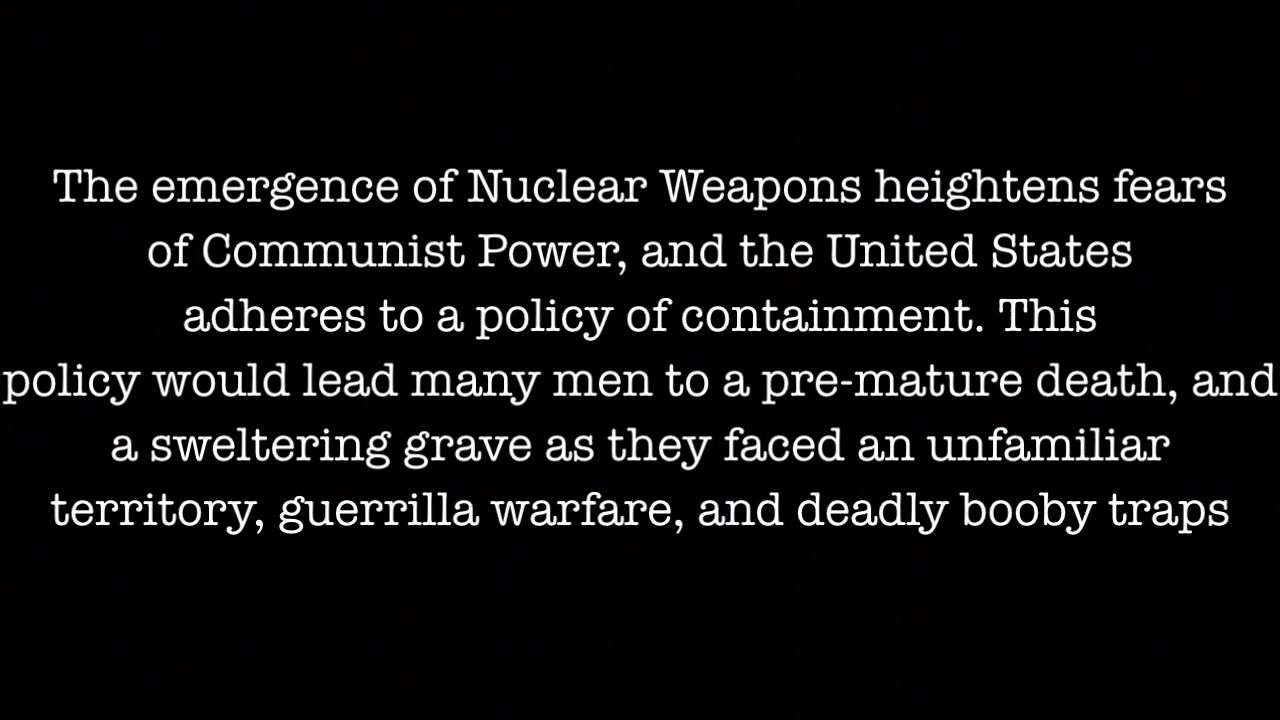 The emergence of Nuclear Weapons heightens fears
of Communist Power, and the United States
adheres to a policy of containment. This
policy would lead many men to a pre-mature death, and
a sweltering grave as they faced an unfamiliar
territory, guerrilla warfare, and deadly booby traps